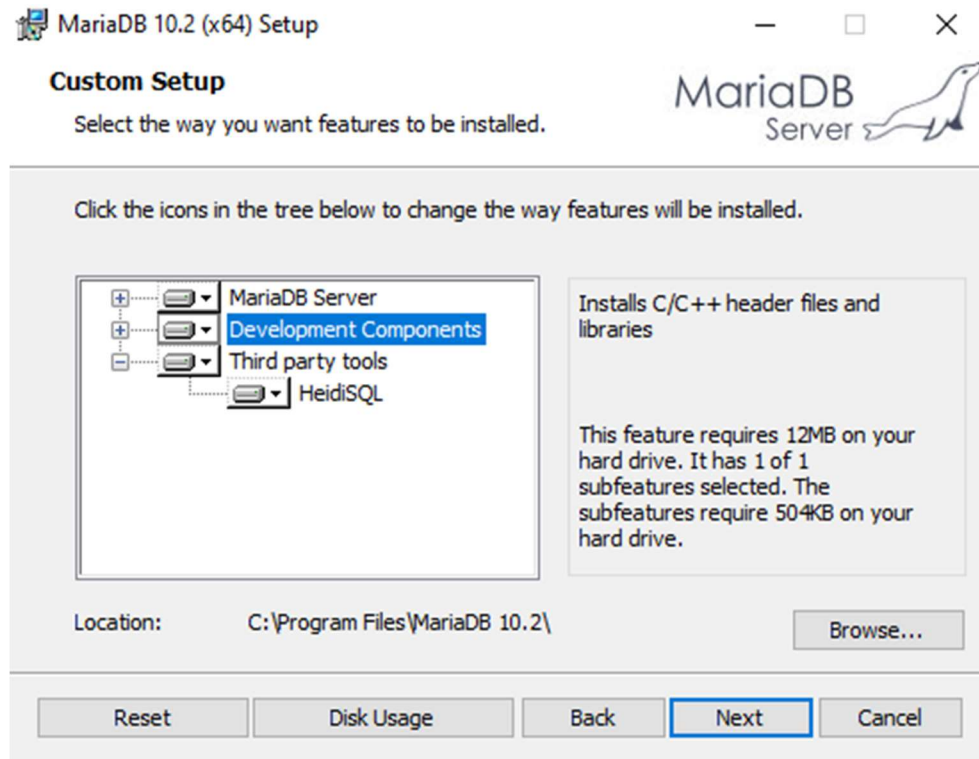 MariaDB 10.2 (x64) Setup
Custom Setup
Select the way you want features to be installed.
MariaDB
Server
Click the icons in the tree below to change the way features will be installed.
MariaDB Server
Development Components
Third party tools
HeidiSQL
Installs C/C++ header files and
libraries
This feature requires 12MB on your
hard drive. It has 1 of 1
subfeatures selected. The
subfeatures require 504KB on your
hard drive.
Location: C:\Program Files\MariaDB 10.2\
Browse...
Reset Disk Usage Back Next Cancel